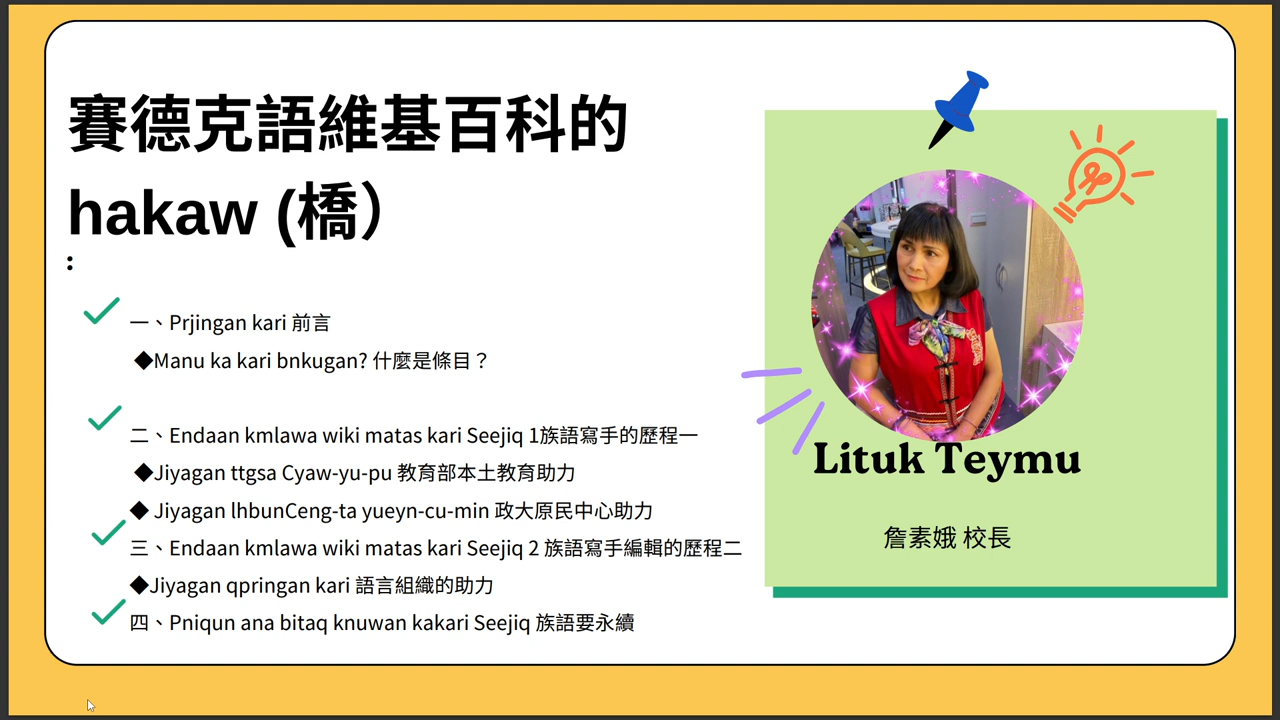 賽德克語維基百科的
hakaw (橋）
:
一、Prjingan kari 前言
◆Manu ka kari bnkugan? 什麼是條目？
二、Endaan kmlawa wiki matas kari Seejiq 1族語寫手的歷程一
◆Jiyagan ttgsa Cyaw-yu-pu 教育部本土教育助力
◆ Jiyagan lhbunCeng-ta yueyn-cu-min 政大原民中心助力
三、Endaan kmlawa wiki matas kari Seejiq 2 族語寫手編輯的歷程二
◆Jiyagan qpringan kari 語言組織的助力
四、Pniqun ana bitaq knuwan kakari Seejiq 族語要永續
Lituk Teymu
詹素娥 校長